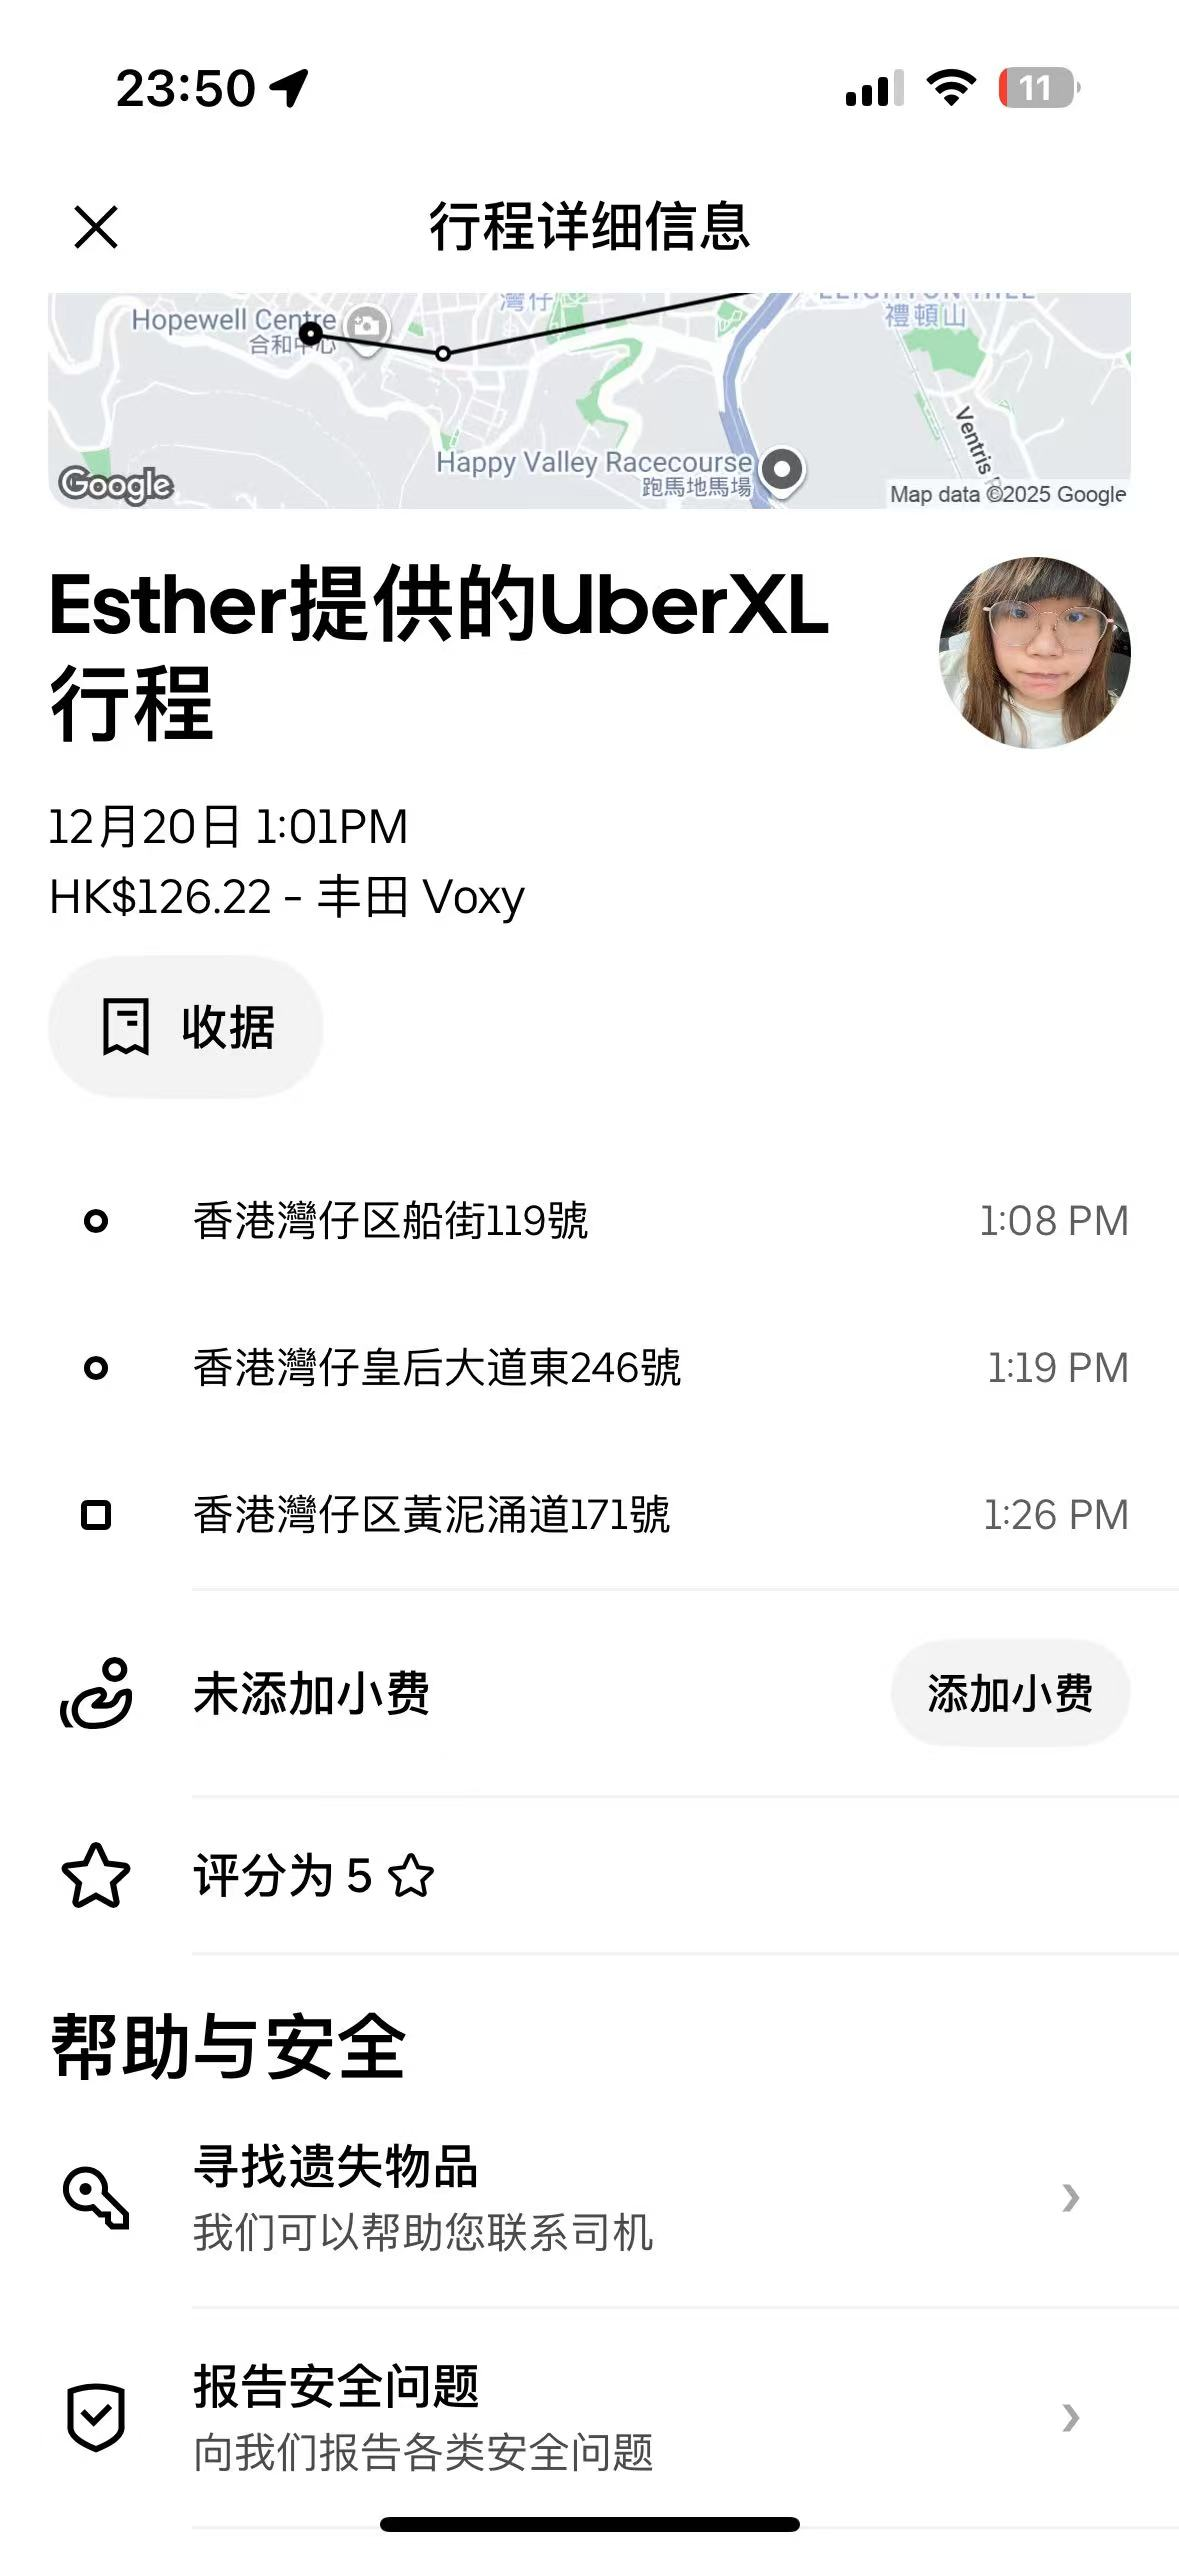 23:50
11
行程详细信息
灣仔
LEIGHTON HILL
禮頓山
Hopewell Centre
合和中心
Ventris
Happy Valley Racecourse
跑馬地馬場
Google
Map data ©2025 Google
Esther提供的UberXL
行程
12月20日 1:01PM
HK$126.22 - 丰田 Voxy
收据
香港灣仔区船街119號
1:08 PM
香港灣仔皇后大道東246號
1:19 PM
香港灣仔区黃泥涌道171號
1:26 PM
未添加小费
添加小费
评分为 5
帮助与安全
寻找遗失物品
我们可以帮助您联系司机
报告安全问题
向我们报告各类安全问题